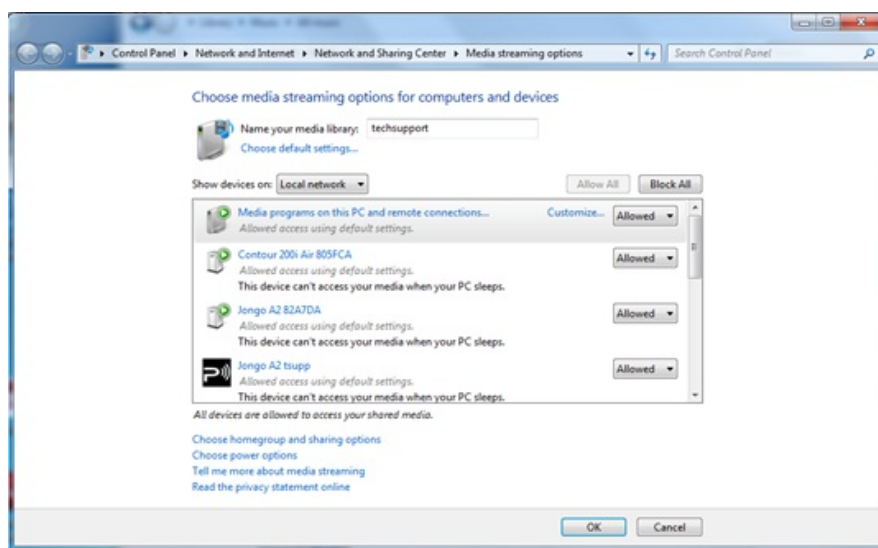 Control Panel ▸ Network and Internet ▸ Network and Sharing Center ▸ Media streaming options
Search Control Panel
Choose media streaming options for computers and devices
Name your media library: techsupport
Choose default settings...
Show devices on: Local network
Allow All Block All
Media programs on this PC and remote connections... Customize... Allowed
Allowed access using default settings.
Contour 200i Air 805FCA Allowed
Allowed access using default settings.
This device can't access your media when your PC sleeps.
Jongo A2 82A7DA Allowed
Allowed access using default settings.
This device can't access your media when your PC sleeps.
Jongo A2 tsupp Allowed
Allowed access using default settings.
This device can't access your media when your PC sleeps.
All devices are allowed to access your shared media.
Choose homegroup and sharing options
Choose power options
Tell me more about media streaming
Read the privacy statement online
OK Cancel